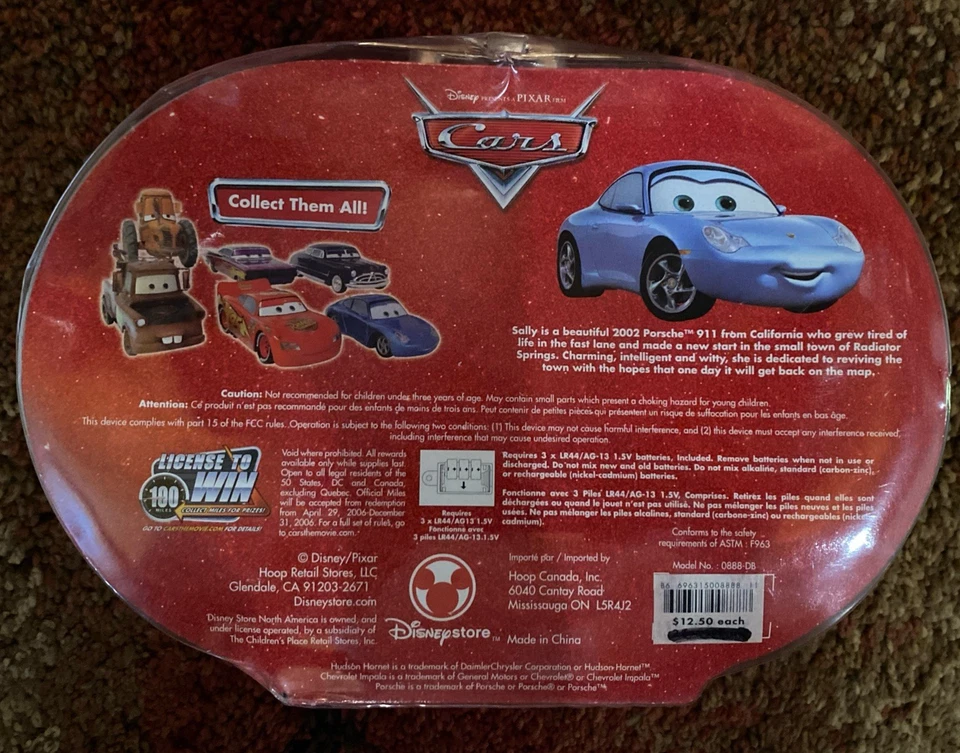 Disney PRESENTS A PIXAR FILM
Cars
Collect Them All!
Sally is a beautiful 2002 Porsche™ 911 from California who grew tired of
life in the fast lane and made a new start in the small town of Radiator
Springs. Charming, intelligent and witty, she is dedicated to reviving the
town with the hopes that one day it will get back on the map.
Caution: Not recommended for children under three years of age. May contain small parts which present a choking hazard for young children.
Attention: Ce produit n'est pas recommandé pour des enfants de moins de trois ans. Peut contenir de petites pièces qui présentent un risque de suffocation pour les enfants en bas âge.
This device complies with part 15 of the FCC rules. Operation is subject to the following two conditions: (1) This device may not cause harmful interference, and (2) this device must accept any interference received,
including interference that may cause undesired operation.
LICENSE TO
WIN
100
MILES
COLLECT MILES FOR PRIZES!
GO TO CARSTHEMOVIE.COM FOR DETAILS!
Void where prohibited. All rewards
available only while supplies last.
Open to all legal residents of the
50 States, DC and Canada,
excluding Quebec. Official Miles
will be accepted from redemption
from April 29, 2006-December
31, 2006. For a full set of rules, go
to carsthemovie.com.
Requires
3 x LR44/AG13 1.5V
Fonctionne avec
3 piles LR44/AG-13.1.5V
Requires 3 x LR44/AG-13 1.5V batteries, Included. Remove batteries when not in use or
discharged. Do not mix new and old batteries. Do not mix alkaline, standard (carbon-zinc),
or rechargeable (nickel-cadmium) batteries.
Fonctionne avec 3 Piles LR44/AG-13 1.5V, Comprises. Retirez les piles quand elles sont
déchargées ou quand le jouet n'est pas utilisé. Ne pas mélanger les piles neuves et les piles
usées. Ne pas mélanger les piles alcalines, standard (carbone-zinc) ou rechargeables (nickel-
cadmium).
Conforms to the safety
requirements of ASTM : F963
Model No. : 0888-DB
© Disney/Pixar
Hoop Retail Stores, LLC
Glendale, CA 91203-2671
Disneystore.com
Disney Store North America is owned, and
under license operated, by a subsidiary of
The Children's Place Retail Stores, Inc.
Disney store™
Importé par / Imported by
Hoop Canada, Inc.
6040 Cantay Road
Mississauga ON L5R4J2
Made in China
$12.50 each
Hudson Hornet is a trademark of DaimlerChrysler Corporation or Hudson Hornet™.
Chevrolet Impala is a trademark of General Motors or Chevrolet® or Chevrolet Impala™
Porsche is a trademark of Porsche or Porsche® or Porsche™